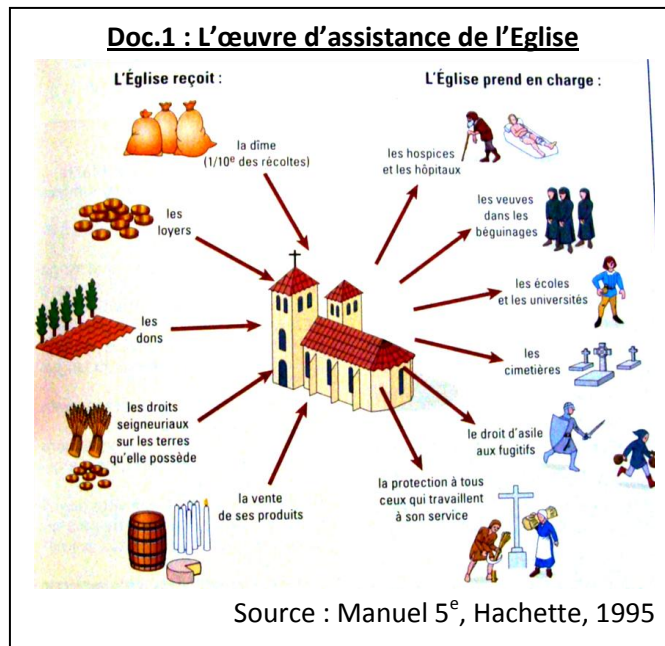 Doc.1 : L'œuvre d'assistance de l'Eglise
L'Église reçoit :
la dîme
(1/10e des récoltes)
les
loyers
les
dons
les droits
seigneuriaux
sur les terres
qu'elle possède
la vente
de ses produits
L'Église prend en charge :
les hospices
et les hôpitaux
les veuves
dans les
béguinages
les écoles
et les universités
les
cimetières
le droit d'asile
aux fugitifs
la protection à tous
ceux qui travaillent
à son service
Source : Manuel 5e, Hachette, 1995